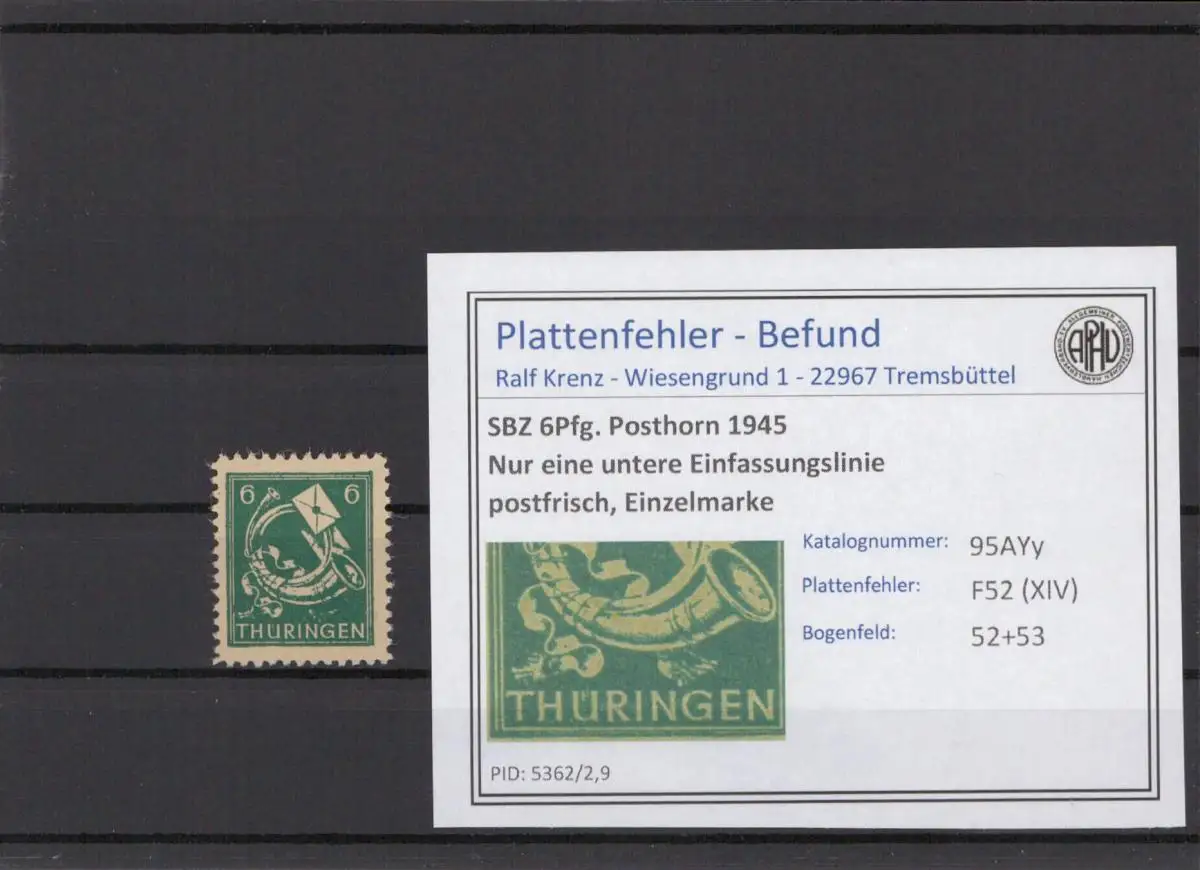 6 6
THÜRINGEN
Plattenfehler - Befund
Ralf Krenz - Wiesengrund 1 - 22967 Tremsbüttel
APHV
SBZ 6Pfg. Posthorn 1945
Nur eine untere Einfassungslinie
postfrisch, Einzelmarke
THÜRINGEN
Katalognummer: 95AYy
Plattenfehler: F52 (XIV)
Bogenfeld: 52+53
PID: 5362/2,9